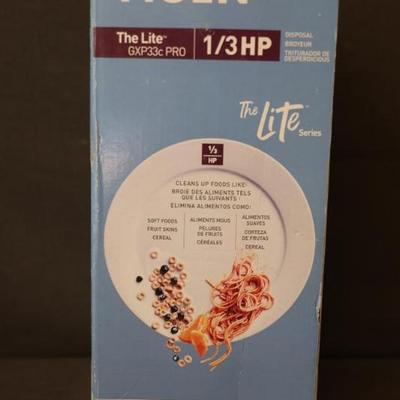 The Lite™
GXP33c PRO
1/3 HP
DISPOSAL
BROYEUR
TRITURADOR DE
DESPERDICIOS
The Lite™
Series
1/3
HP
CLEANS UP FOODS LIKE:
BROIE DES ALIMENTS TELS
QUE LES SUIVANTS :
ELIMINA ALIMENTOS COMO:
SOFT FOODS
FRUIT SKINS
CEREAL
ALIMENTS MOUS
PELURES
DE FRUITS
CÉRÉALES
ALIMENTOS
SUAVES
CORTEZA
DE FRUTAS
CEREAL